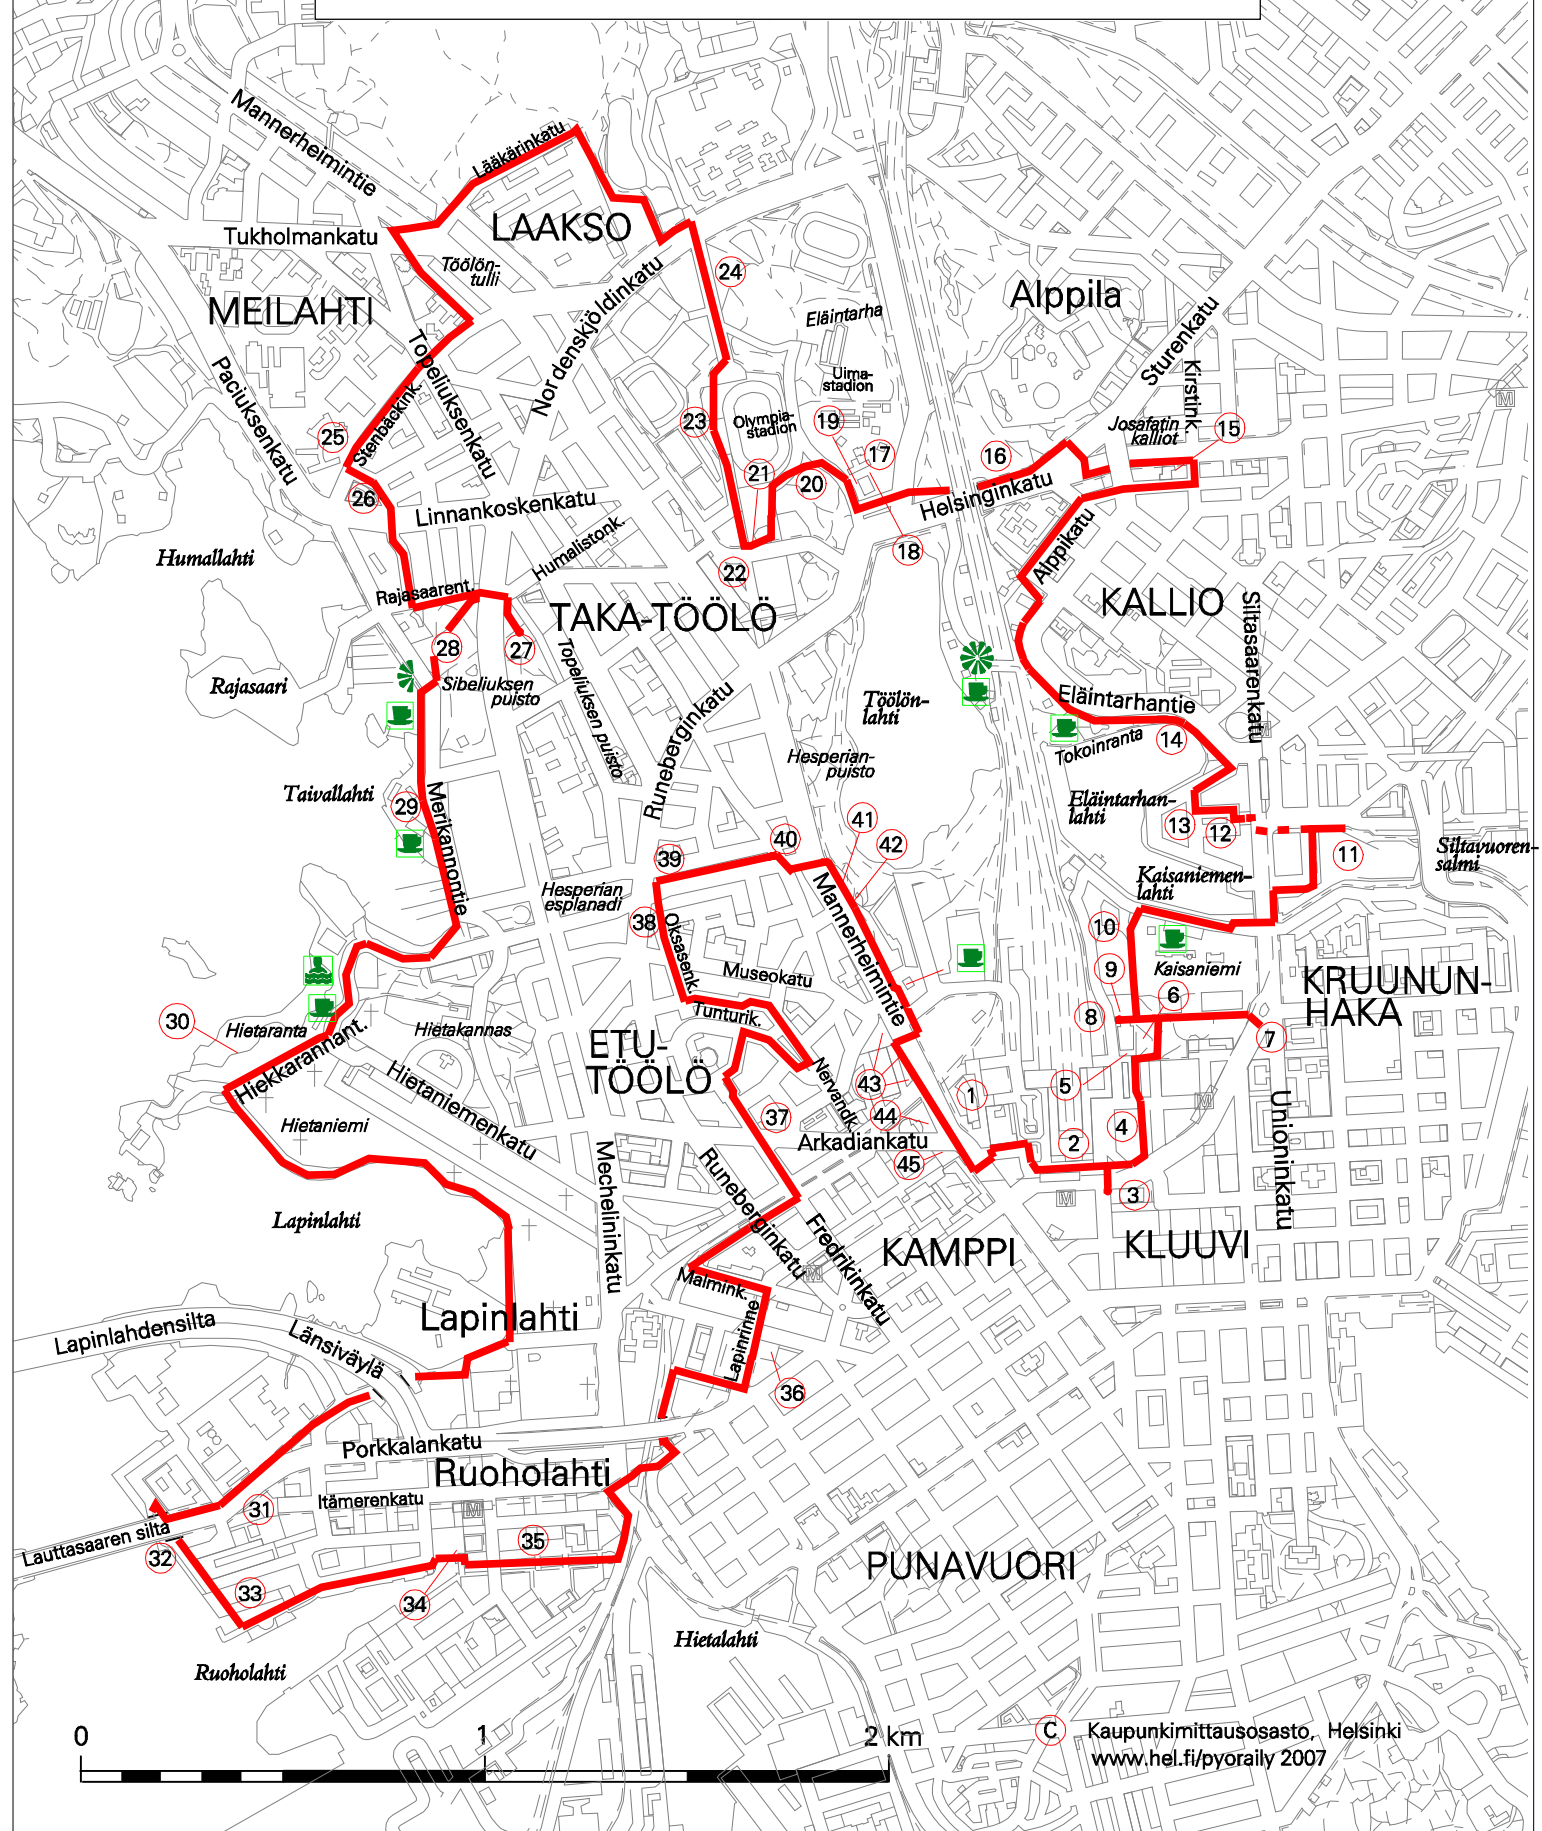 Mannerheimintie
Lääkärinkatu
LAAKSO
Tukholmankatu
Töölön-
tulli
24
MEILAHTI
Nordenskjöldinkatu
Eläintarha
Alppila
Sturenkatu
Topeliuksenkatu
Paciuksenkatu
Stenbäckink.
Uima-
stadion
Kirstink.
M
25
23
Olympia-
stadion
19
17
16
Josafatin
kalliot
15
26
21
20
Helsinginkatu
Linnankoskenkatu
Humalistonk.
18
22
Alppikatu
Humallahti
Rajasaarent.
TAKA-TÖÖLÖ
KALLIO
Siltasaarenkatu
28
27
Sibeliuksen
puisto
Topeliuksen puisto
Rajasaari
Töölön-
lahti
Eläintarhantie
Runeberginkatu
Tokoinranta
14
M
Hesperian-
puisto
Taivallahti
29
Merikannontie
Eläintarhan-
lahti
13
12
41
42
40
39
11
Siltavuoren-
salmi
Hesperian
esplanadi
38
Oksasenk.
Mannerheimintie
Kaisaniemen-
lahti
10
9
Kaisaniemi
6
KRUUNUN-
HAKA
Museokatu
Tunturik.
8
7
30
Hietaranta
Hiekkarannant.
Hietakannas
ETU-
TÖÖLÖ
Hietaniemenkatu
Hietaniemi
Nervandk.
43
1
5
M
37
44
4
Unioninkatu
Arkadiankatu
2
45
3
M
Mechelininkatu
Runeberginkatu
Fredrikinkatu
Lapinlahti
KAMPPI
KLUUVI
M
Malmink.
Lapinrinne
Lapinlahti
Lapinlahdensilta
Länsiväylä
36
Porkkalankatu
Ruoholahti
Itämerenkatu
M
31
Lauttasaaren silta
32
35
33
34
PUNAVUORI
Hietalahti
Ruoholahti
0
1
2 km
C
Kaupunkimittausosasto, Helsinki
www.hel.fi/pyoraily 2007